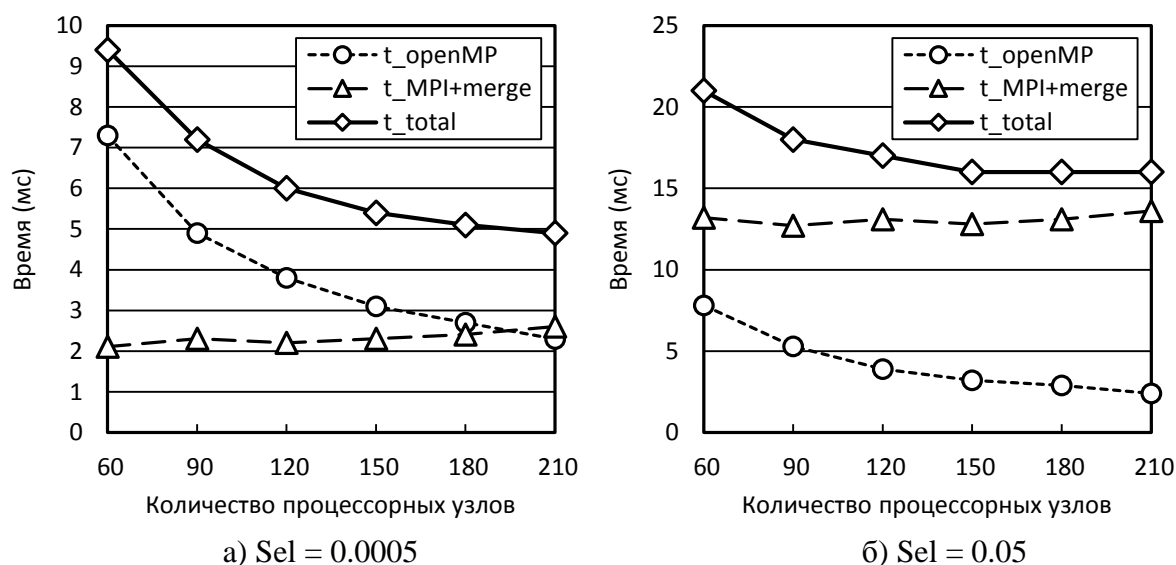 10
9
8
7
6
5
4
3
2
1
0
Время (мс)
t_openMP
t_MPI+merge
t_total
60 90 120 150 180 210
Количество процессорных узлов
а) Sel = 0.0005
25
20
15
10
5
0
Время (мс)
t_openMP
t_MPI+merge
t_total
60 90 120 150 180 210
Количество процессорных узлов
б) Sel = 0.05